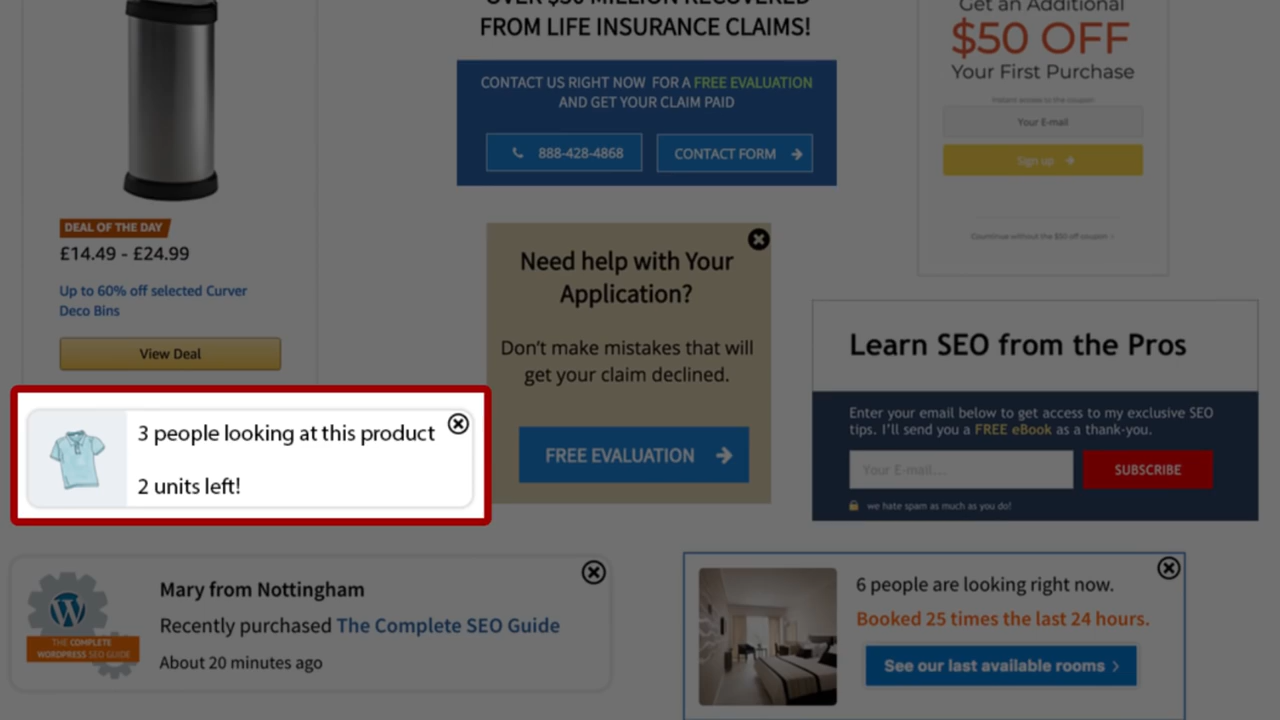 OVER $50 MILLION RECOVERED
FROM LIFE INSURANCE CLAIMS!
CONTACT US RIGHT NOW FOR A FREE EVALUATION
AND GET YOUR CLAIM PAID
888-428-4868
CONTACT FORM
Get an Additional
$50 OFF
Your First Purchase
Instant access to the coupon
Your E-mail
Sign up
DEAL OF THE DAY
£14.49 - £24.99
Up to 60% off selected Curver
Deco Bins
View Deal
Need help with Your
Application?
Don't make mistakes that will
get your claim declined.
FREE EVALUATION
Learn SEO from the Pros
Enter your email below to get access to my exclusive SEO
tips. I'll send you a FREE eBook as a thank-you.
Your E-Mail....
SUBSCRIBE
we hate spam as much as you do!
3 people looking at this product
2 units left!
THE COMPLETE
WORDPRESS SEO GUIDE
Mary from Nottingham
Recently purchased The Complete SEO Guide
About 20 minutes ago
6 people are looking right now.
Booked 25 times the last 24 hours.
See our last available rooms